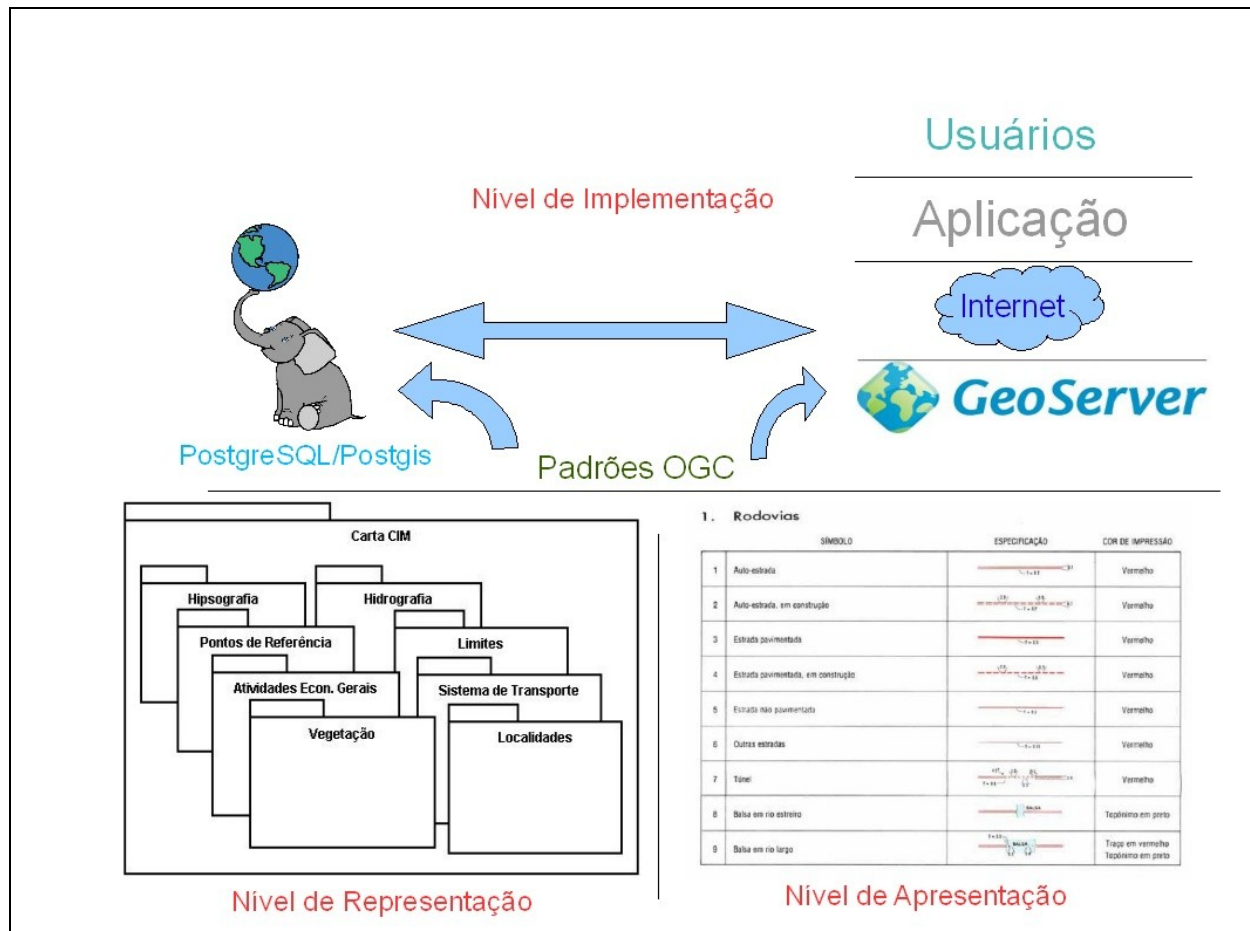 Usuários
Nível de Implementação
Aplicação
Internet
GeoServer
PostgreSQL/Postgis
Padrões OGC
Carta CIM
Hipsografia
Hidrografia
Pontos de Referência
Limites
Atividades Econ. Gerais
Sistema de Transporte
Vegetação
Localidades
Nível de Representação
1. Rodovias
SÍMBOLO ESPECIFICAÇÃO COR DE IMPRESSÃO
1 Auto-estrada Vermelho
2 Auto-estrada, em construção Vermelho
3 Estrada pavimentada Vermelho
4 Estrada pavimentada, em construção Vermelho
5 Estrada não pavimentada Vermelho
6 Outras estradas Vermelho
7 Túnel Vermelho
8 Balsa em rio estreito BALSA Topônimo em preto
9 Balsa em rio largo BALSA Traço em vermelho
Topônimo em preto
Nível de Apresentação